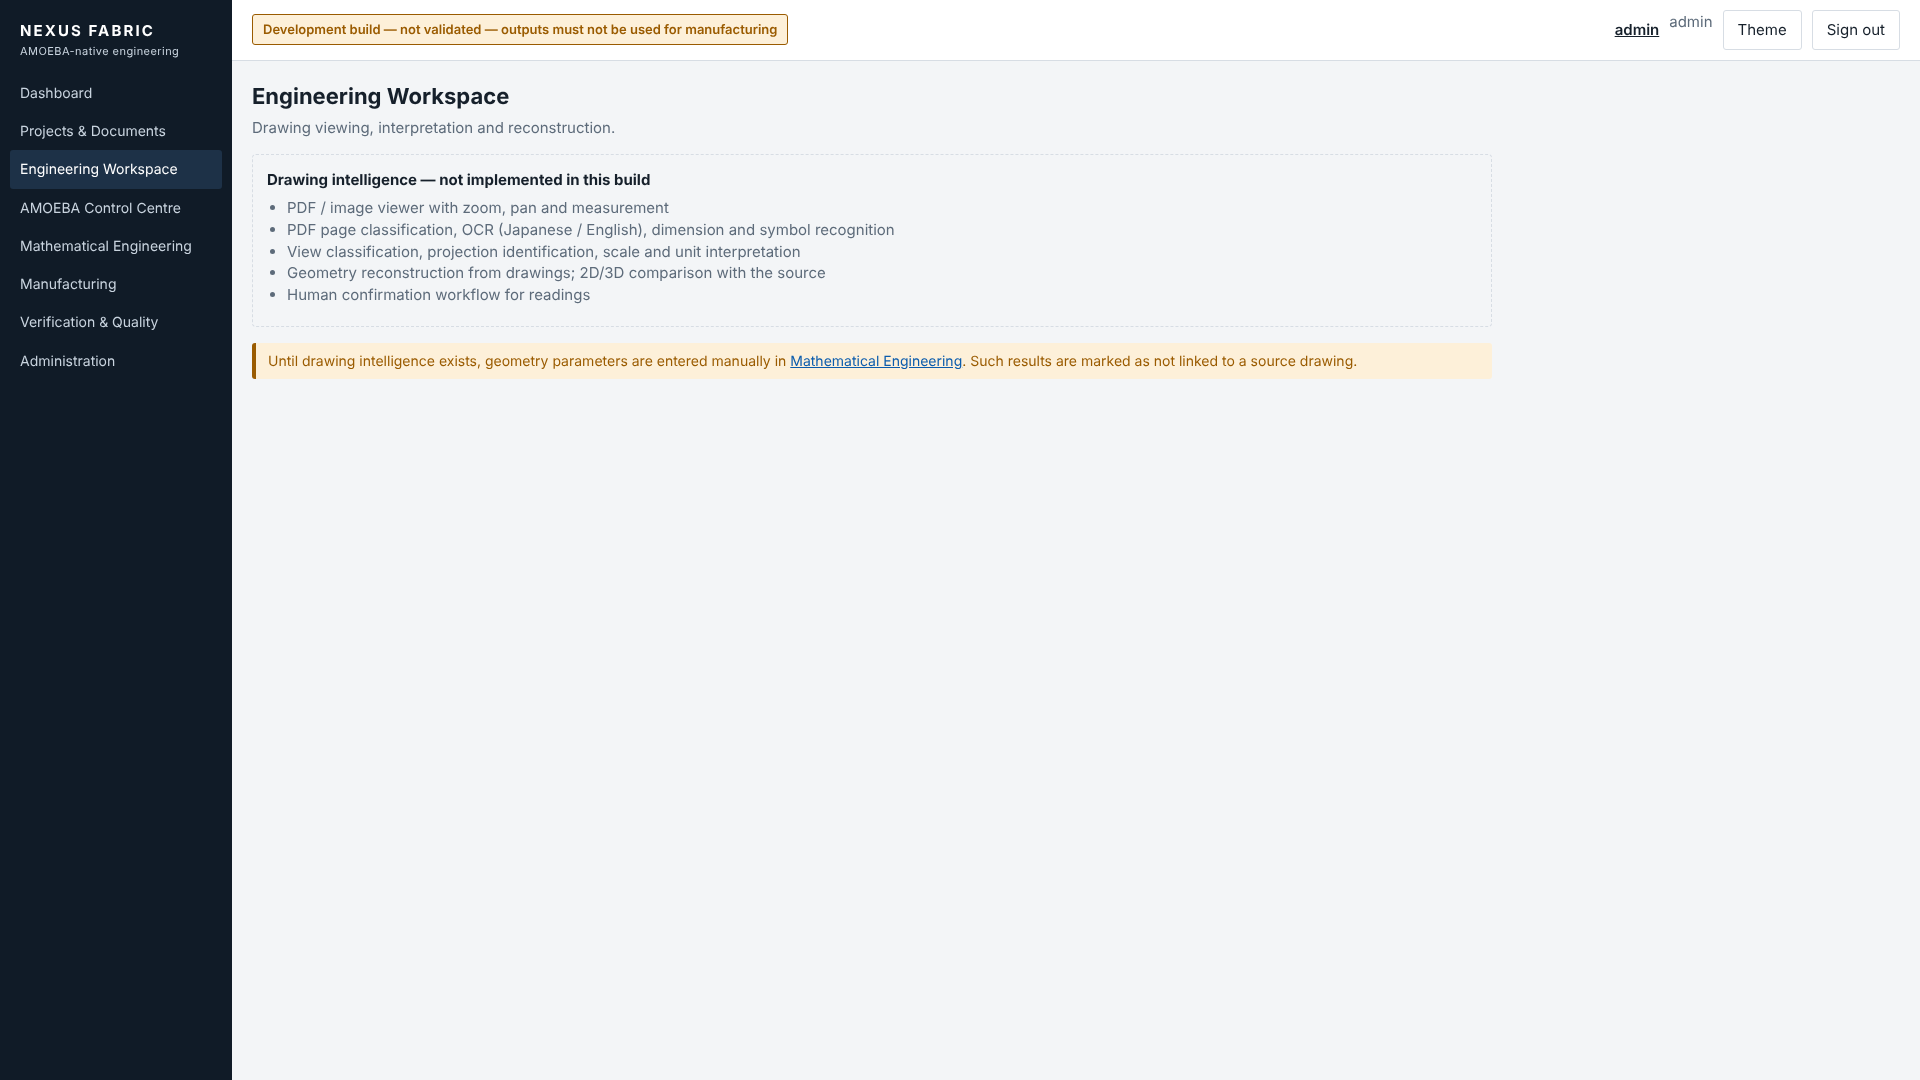 NEXUS FABRIC
AMOEBA-native engineering
Dashboard
Projects & Documents
Engineering Workspace
AMOEBA Control Centre
Mathematical Engineering
Manufacturing
Verification & Quality
Administration
Development build — not validated — outputs must not be used for manufacturing
admin admin Theme Sign out
Engineering Workspace
Drawing viewing, interpretation and reconstruction.
Drawing intelligence — not implemented in this build
• PDF / image viewer with zoom, pan and measurement
• PDF page classification, OCR (Japanese / English), dimension and symbol recognition
• View classification, projection identification, scale and unit interpretation
• Geometry reconstruction from drawings; 2D/3D comparison with the source
• Human confirmation workflow for readings
Until drawing intelligence exists, geometry parameters are entered manually in Mathematical Engineering. Such results are marked as not linked to a source drawing.